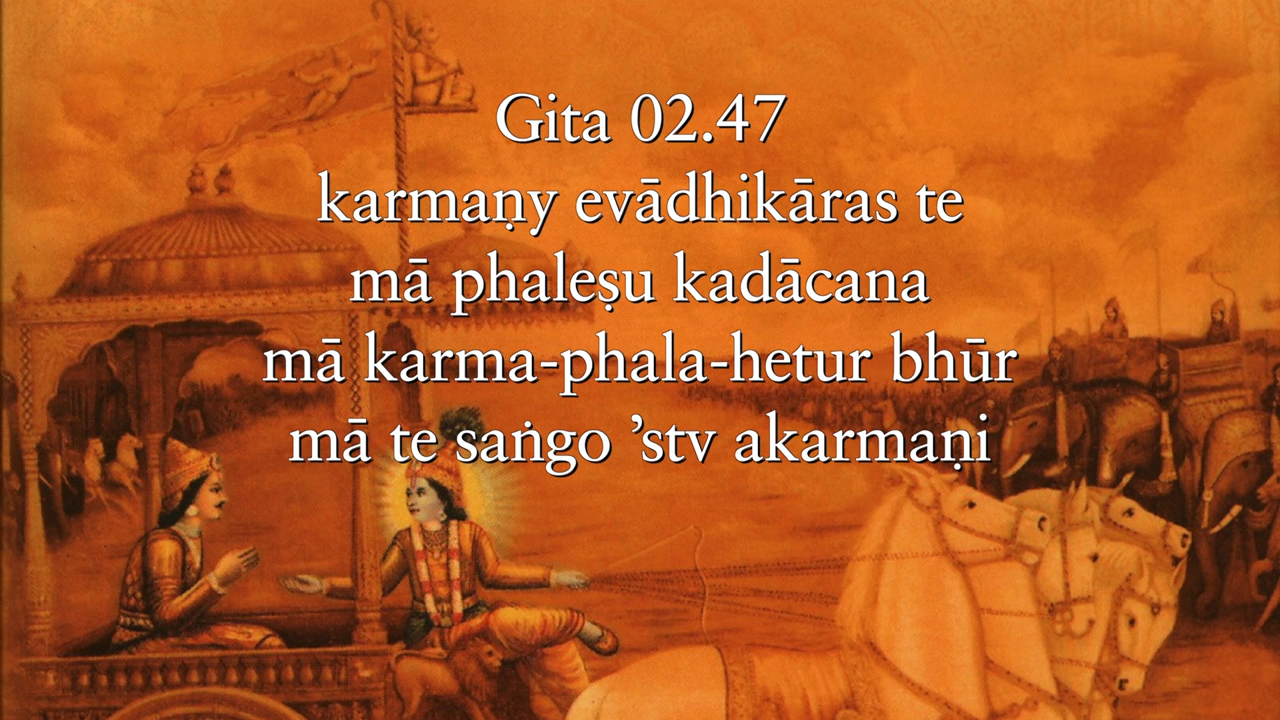 Gita 02.47
karmaṇy evādhikāras te
mā phaleṣu kadācana
mā karma-phala-hetur bhūr
mā te saṅgo ’stv akarmaṇi